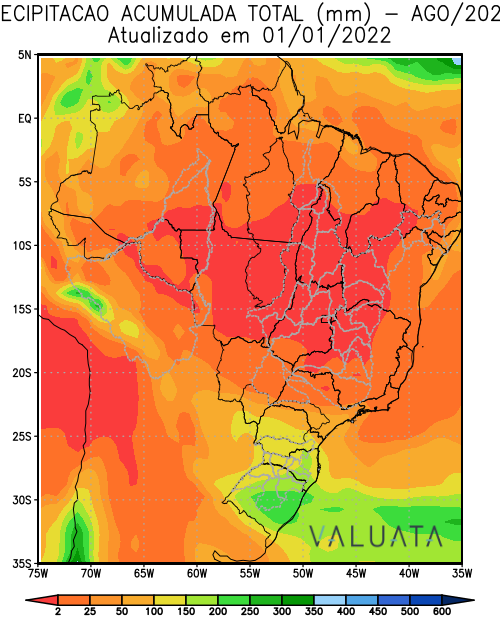 ECIPITACAO ACUMULADA TOTAL (mm) – AGO/202
Atualizado em 01/01/2022
5N
EQ
5S
10S
15S
20S
25S
30S
35S
75W 70W 65W 60W 55W 50W 45W 40W 35W
VALUATA
2 25 50 100 150 200 250 300 350 400 450 500 600